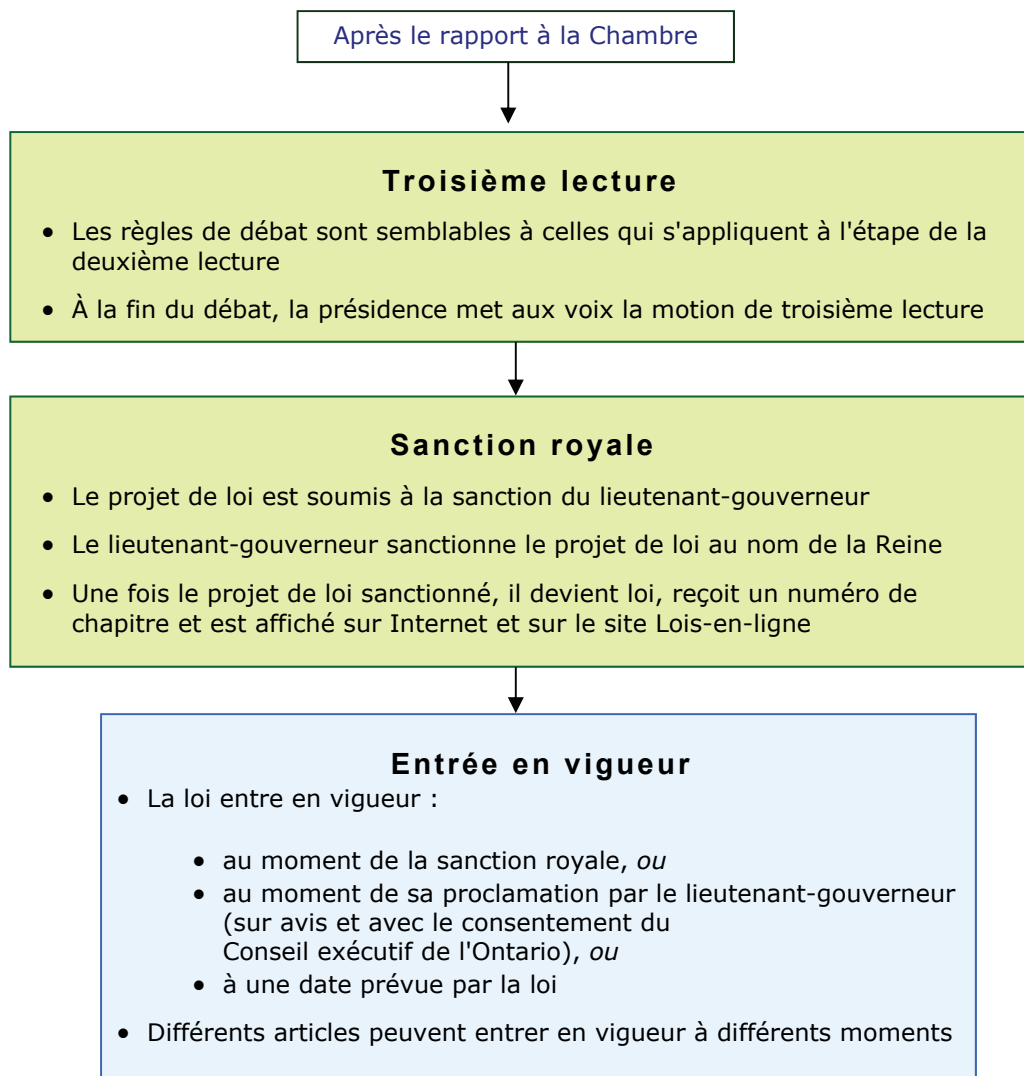 Après le rapport à la Chambre
Troisième lecture
• Les règles de débat sont semblables à celles qui s'appliquent à l'étape de la
deuxième lecture
• À la fin du débat, la présidence met aux voix la motion de troisième lecture
Sanction royale
• Le projet de loi est soumis à la sanction du lieutenant-gouverneur
• Le lieutenant-gouverneur sanctionne le projet de loi au nom de la Reine
• Une fois le projet de loi sanctionné, il devient loi, reçoit un numéro de
chapitre et est affiché sur Internet et sur le site Lois-en-ligne
Entrée en vigueur
• La loi entre en vigueur :
• au moment de la sanction royale, ou
• au moment de sa proclamation par le lieutenant-gouverneur
(sur avis et avec le consentement du
Conseil exécutif de l'Ontario), ou
• à une date prévue par la loi
• Différents articles peuvent entrer en vigueur à différents moments